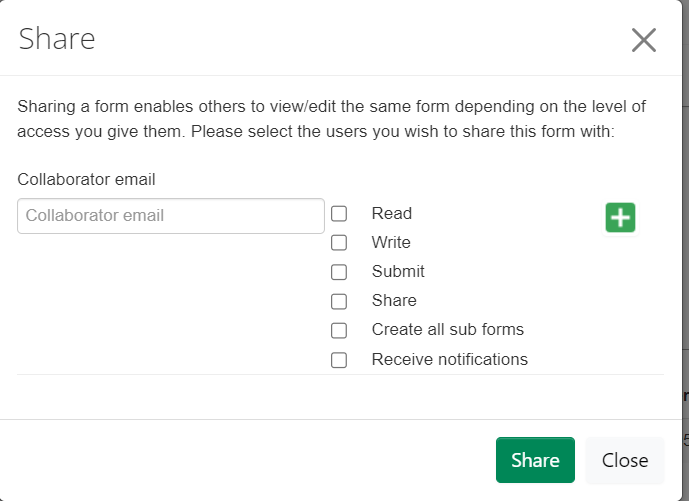 Share
Sharing a form enables others to view/edit the same form depending on the level of
access you give them. Please select the users you wish to share this form with:
Collaborator email
Collaborator email
Read
Write
Submit
Share
Create all sub forms
Receive notifications
Share
Close